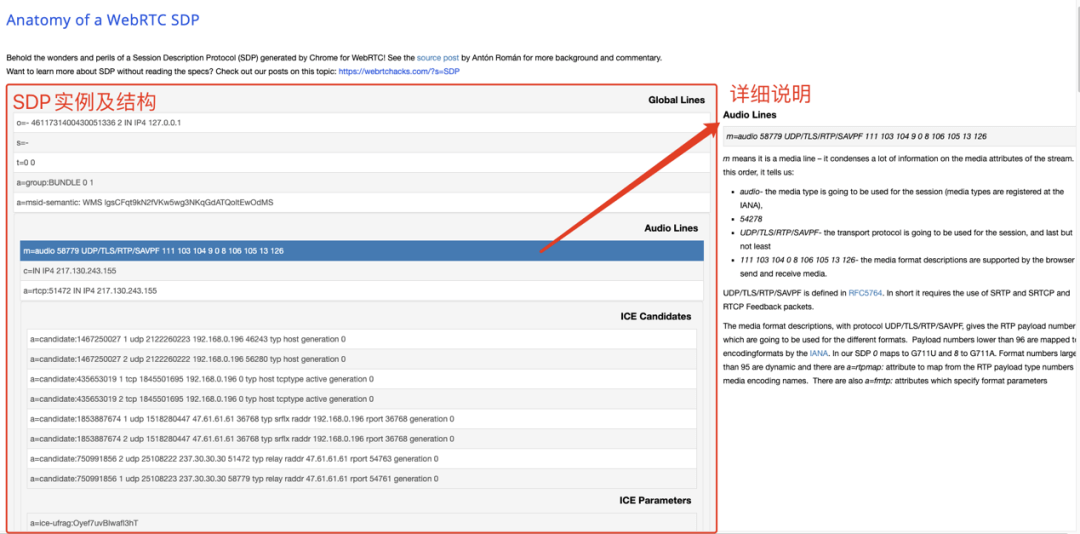 Anatomy of a WebRTC SDP
Behold the wonders and perils of a Session Description Protocol (SDP) generated by Chrome for WebRTC! See the source post by Antón Román for more background and commentary.
Want to learn more about SDP without reading the specs? Check out our posts on this topic: https://webrtchacks.com/?s=SDP
SDP 实例及结构
Global Lines
o=- 4611731400430051336 2 IN IP4 127.0.0.1
s=-
t=0 0
a=group:BUNDLE 0 1
a=msid-semantic: WMS lgsCFqt9kN2fVKw5wg3NKqGdATQoltEwOdMS
Audio Lines
m=audio 58779 UDP/TLS/RTP/SAVPF 111 103 104 9 0 8 106 105 13 126
c=IN IP4 217.130.243.155
a=rtcp:51472 IN IP4 217.130.243.155
ICE Candidates
a=candidate:1467250027 1 udp 2122260223 192.168.0.196 46243 typ host generation 0
a=candidate:1467250027 2 udp 2122260222 192.168.0.196 56280 typ host generation 0
a=candidate:435653019 1 tcp 1845501695 192.168.0.196 0 typ host tcptype active generation 0
a=candidate:435653019 2 tcp 1845501695 192.168.0.196 0 typ host tcptype active generation 0
a=candidate:1853887674 1 udp 1518280447 47.61.61.61 36768 typ srflx raddr 192.168.0.196 rport 36768 generation 0
a=candidate:1853887674 2 udp 1518280447 47.61.61.61 36768 typ srflx raddr 192.168.0.196 rport 36768 generation 0
a=candidate:750991856 2 udp 25108222 237.30.30.30 51472 typ relay raddr 47.61.61.61 rport 54763 generation 0
a=candidate:750991856 1 udp 25108223 237.30.30.30 58779 typ relay raddr 47.61.61.61 rport 54761 generation 0
ICE Parameters
a=ice-ufrag:Oyef7uvBlwafI3hT
详细说明
Audio Lines
m=audio 58779 UDP/TLS/RTP/SAVPF 111 103 104 9 0 8 106 105 13 126
m means it is a media line – it condenses a lot of information on the media attributes of the stream.
this order, it tells us:
audio- the media type is going to be used for the session (media types are registered at the
IANA),
54278
UDP/TLS/RTP/SAVPF- the transport protocol is going to be used for the session, and last but
not least
111 103 104 0 8 106 105 13 126- the media format descriptions are supported by the browser
send and receive media.
UDP/TLS/RTP/SAVPF is defined in RFC5764. In short it requires the use of SRTP and SRTCP and
RTCP Feedback packets.
The media format descriptions, with protocol UDP/TLS/RTP/SAVPF, gives the RTP payload number
which are going to be used for the different formats. Payload numbers lower than 96 are mapped to
encodingformats by the IANA. In our SDP 0 maps to G711U and 8 to G711A. Format numbers large
than 95 are dynamic and there are a=rtpmap: attribute to map from the RTP payload type numbers
media encoding names. There are also a=fmtp: attributes which specify format parameters